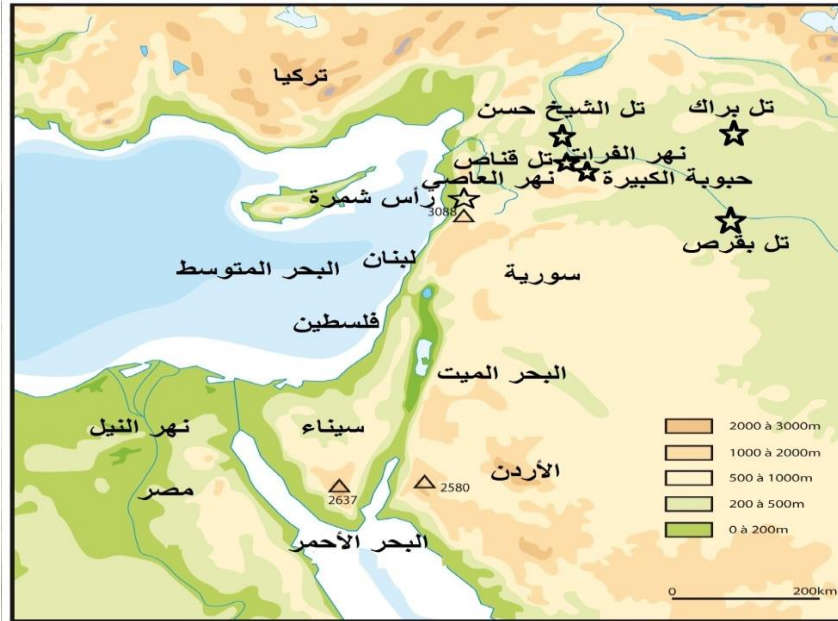 تركيا
تل الشيخ حسن
تل براك
نهر الفرات
تل قناص
حبوبة الكبيرة
نهر العاصي
رأس شمرة
3088
تل بقرص
لبنان
سورية
البحر المتوسط
فلسطين
البحر الميت
نهر النيل
سيناء
مصر
الأردن
2637
2580
البحر الأحمر
2000 à 3000m
1000 à 2000m
500 à 1000m
200 à 500m
0 à 200m
0
200km